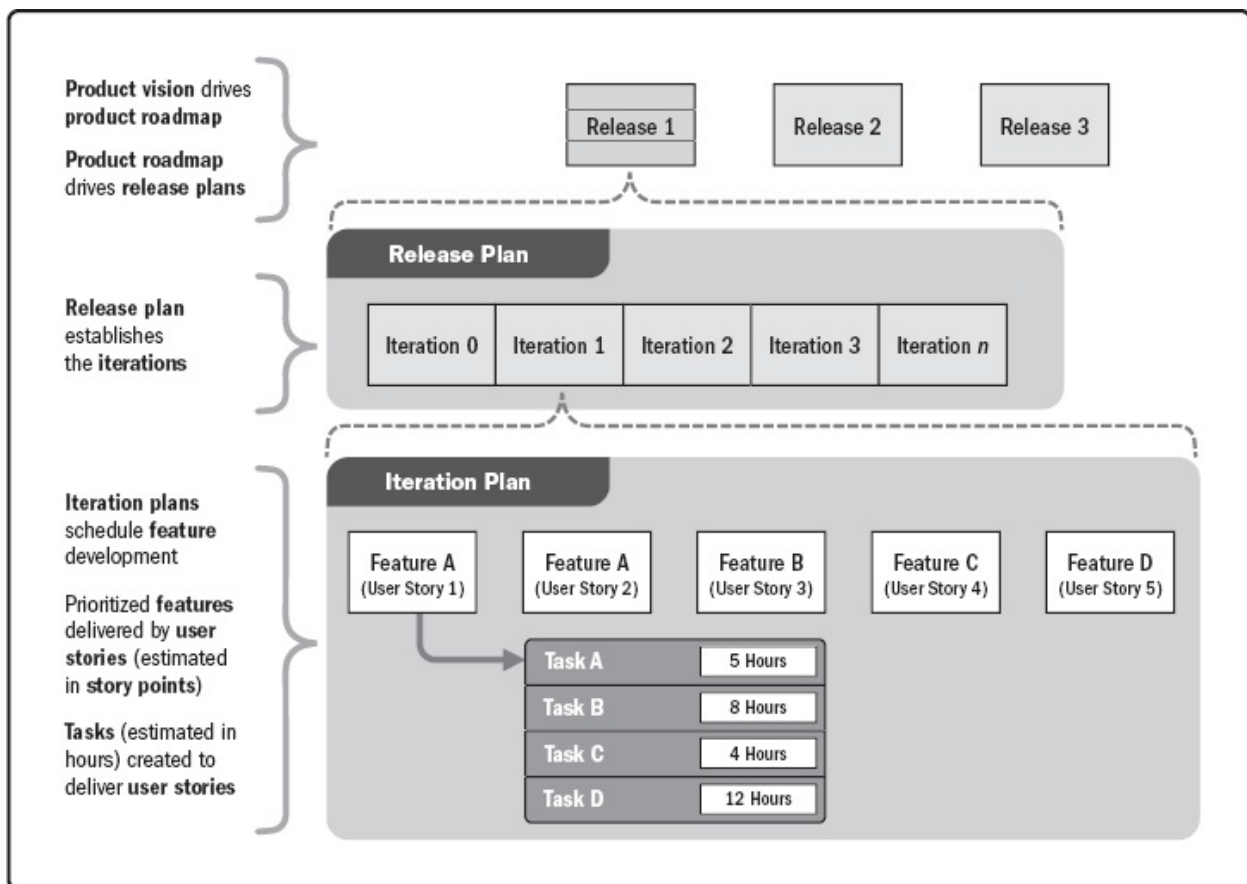 Product vision drives
product roadmap
Product roadmap
drives release plans
Release 1
Release 2
Release 3
Release Plan
Release plan
establishes
the iterations
Iteration 0
Iteration 1
Iteration 2
Iteration 3
Iteration n
Iteration Plan
Iteration plans
schedule feature
development
Prioritized features
delivered by user
stories (estimated
in story points)
Tasks (estimated in
hours) created to
deliver user stories
Feature A
(User Story 1)
Feature A
(User Story 2)
Feature B
(User Story 3)
Feature C
(User Story 4)
Feature D
(User Story 5)
Task A
5 Hours
Task B
8 Hours
Task C
4 Hours
Task D
12 Hours